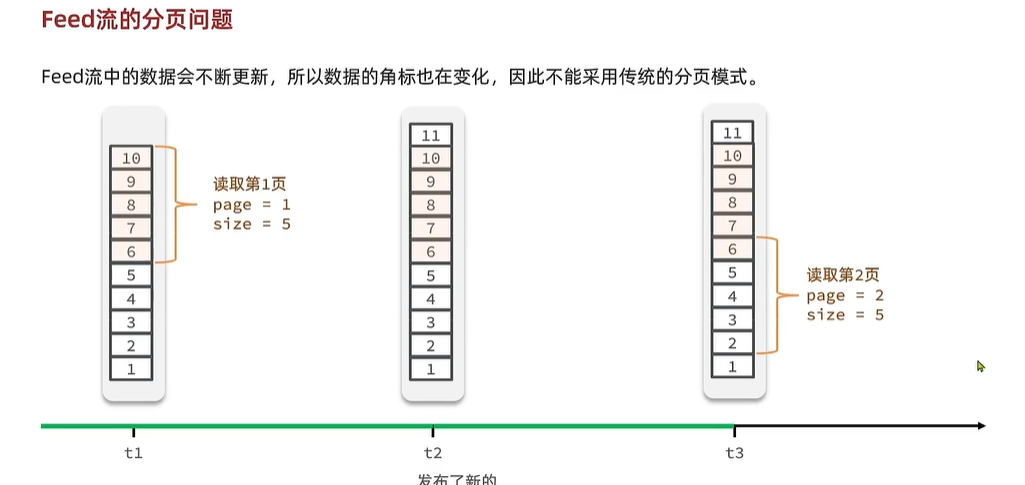 Feed流的分页问题
Feed流中的数据会不断更新，所以数据的角标也在变化，因此不能采用传统的分页模式。
10
9
8
7
6
5
4
3
2
1
读取第1页
page = 1
size = 5
11
10
9
8
7
6
5
4
3
2
1
11
10
9
8
7
6
5
4
3
2
1
读取第2页
page = 2
size = 5
t1
t2
t3
发布了新的